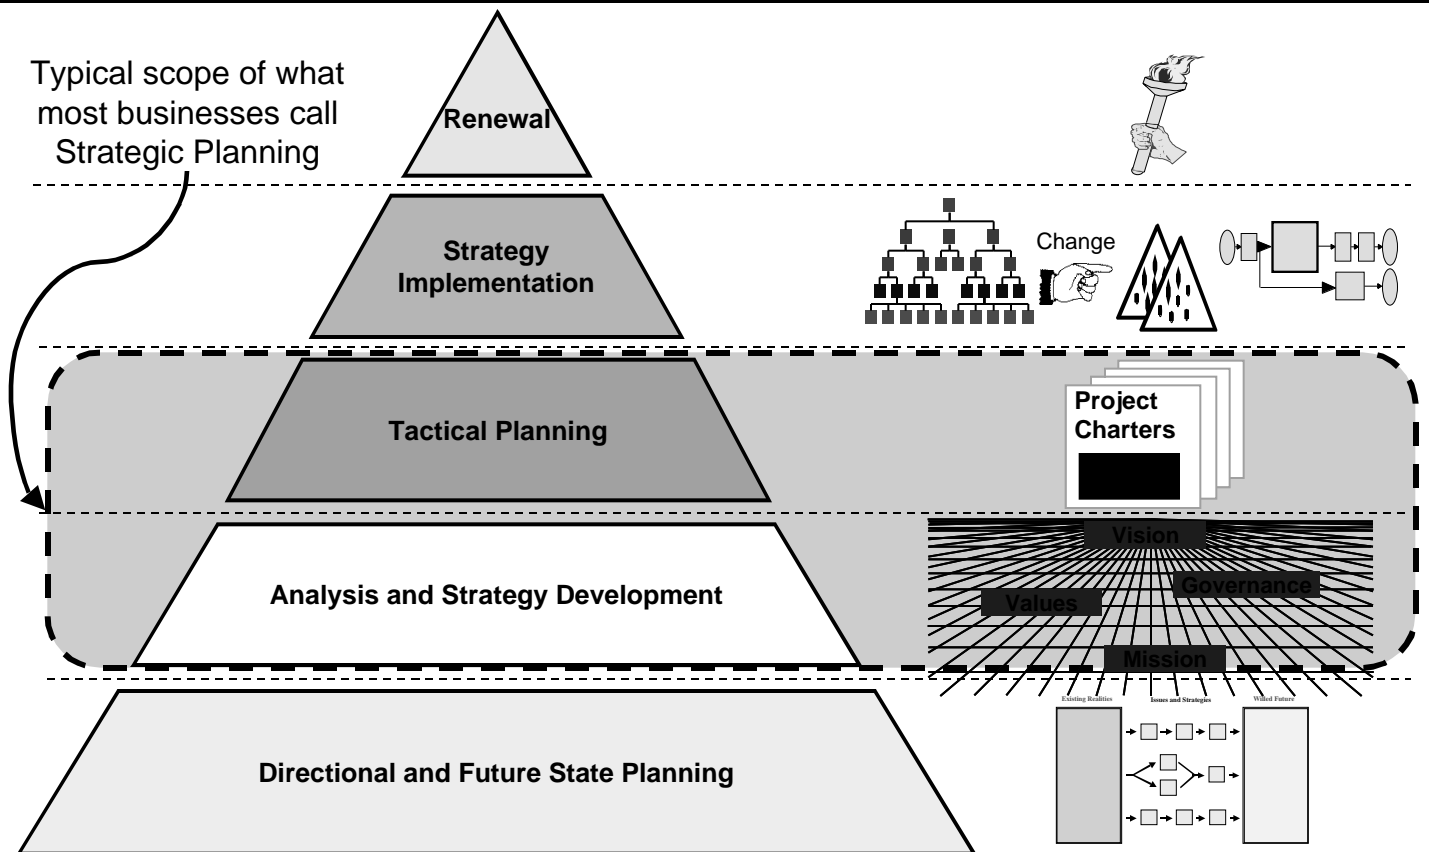 Typical scope of what
most businesses call
Strategic Planning
Renewal
Strategy
Implementation
Change
Tactical Planning
Project
Charters
Analysis and Strategy Development
Vision
Governance
Values
Mission
Directional and Future State Planning
Existing Realities
Issues and Strategies
Willed Future